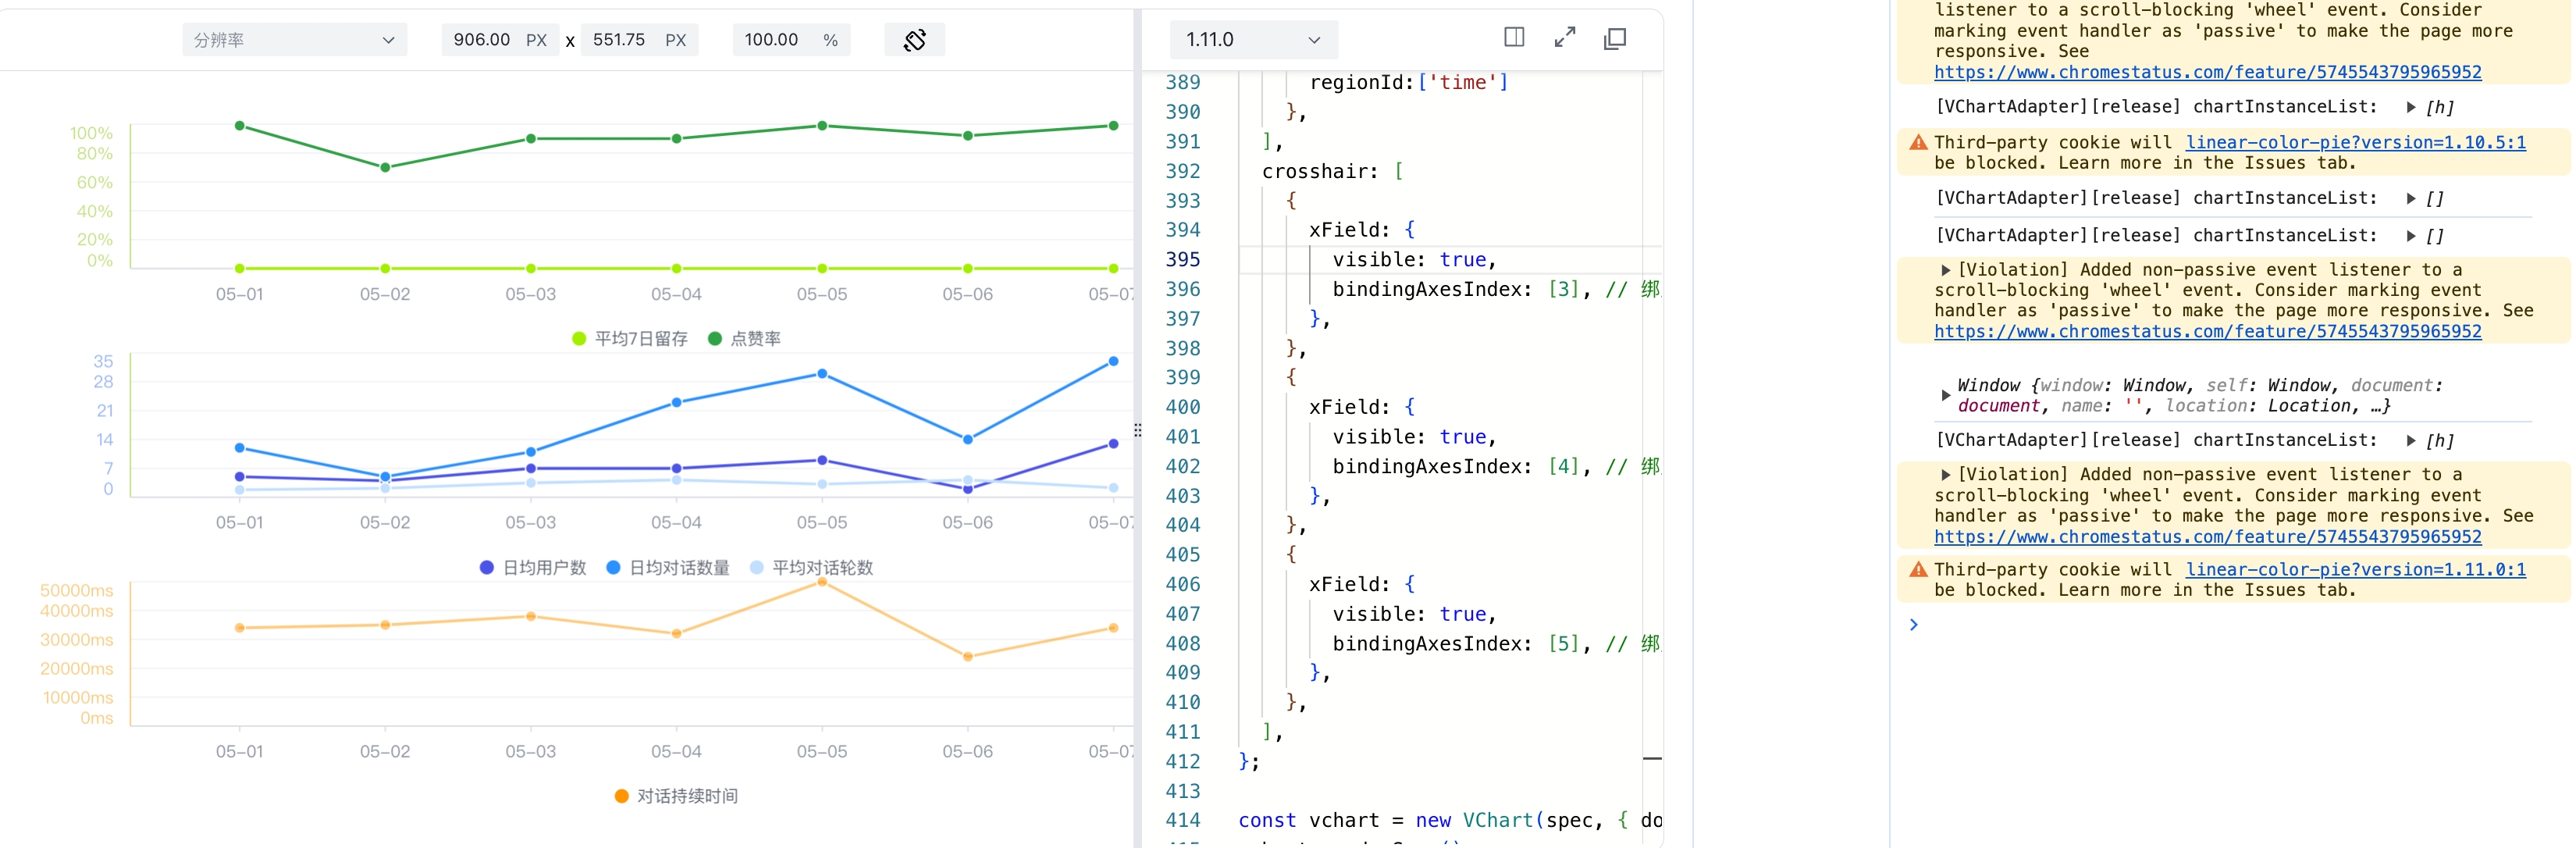 分辨率
906.00 PX x 551.75 PX
100.00 %
100%
80%
60%
40%
20%
0%
05-01 05-02 05-03 05-04 05-05 05-06 05-07
平均7日留存 点赞率
35
28
21
14
7
0
05-01 05-02 05-03 05-04 05-05 05-06 05-07
日均用户数 日均对话数量 平均对话轮数
50000ms
40000ms
30000ms
20000ms
10000ms
0ms
05-01 05-02 05-03 05-04 05-05 05-06 05-07
对话持续时间
1.11.0
389 regionId:['time']
390 },
391 ],
392 crosshair: [
393 {
394 xField: {
395 visible: true,
396 bindingAxesIndex: [3], // 绑
397 },
398 },
399 {
400 xField: {
401 visible: true,
402 bindingAxesIndex: [4], // 绑
403 },
404 },
405 {
406 xField: {
407 visible: true,
408 bindingAxesIndex: [5], // 绑
409 },
410 },
411 ],
412 };
413
414 const vchart = new VChart(spec, { do
listener to a scroll-blocking 'wheel' event. Consider
marking event handler as 'passive' to make the page more
responsive. See
https://www.chromestatus.com/feature/5745543795965952
[VChartAdapter][release] chartInstanceList: ▶ [h]
Third-party cookie will linear-color-pie?version=1.10.5:1
be blocked. Learn more in the Issues tab.
[VChartAdapter][release] chartInstanceList: ▶ []
[VChartAdapter][release] chartInstanceList: ▶ []
▶ [Violation] Added non-passive event listener to a
scroll-blocking 'wheel' event. Consider marking event
handler as 'passive' to make the page more responsive. See
https://www.chromestatus.com/feature/5745543795965952
▶ Window {window: Window, self: Window, document:
document, name: '', location: Location, …}
[VChartAdapter][release] chartInstanceList: ▶ [h]
▶ [Violation] Added non-passive event listener to a
scroll-blocking 'wheel' event. Consider marking event
handler as 'passive' to make the page more responsive. See
https://www.chromestatus.com/feature/5745543795965952
Third-party cookie will linear-color-pie?version=1.11.0:1
be blocked. Learn more in the Issues tab.